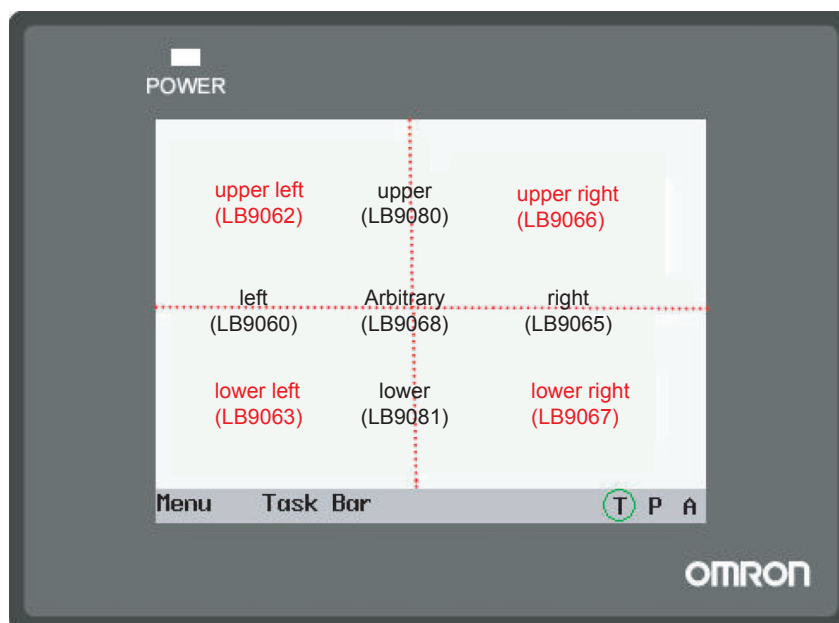 POWER
upper left
(LB9062)
upper
(LB9080)
upper right
(LB9066)
left
(LB9060)
Arbitrary
(LB9068)
right
(LB9065)
lower left
(LB9063)
lower
(LB9081)
lower right
(LB9067)
Menu Task Bar T P A
OMRON